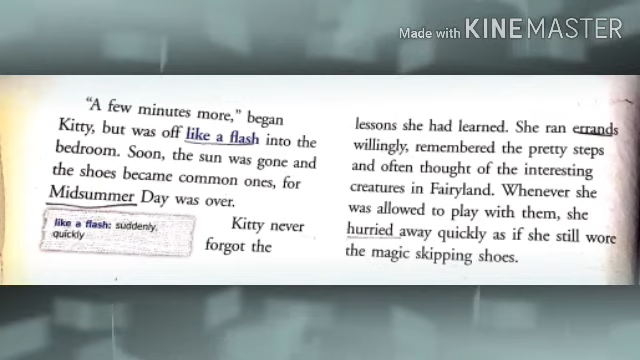 Made with KINEMASTER
"A few minutes more," began
Kitty, but was off like a flash into the
bedroom. Soon, the sun was gone and
the shoes became common ones, for
Midsummer Day was over.
like a flash: suddenly,
quickly
Kitty never
forgot the
lessons she had learned. She ran errands
willingly, remembered the pretty steps
and often thought of the interesting
creatures in Fairyland. Whenever she
was allowed to play with them, she
hurried away quickly as if she still wore
the magic skipping shoes.